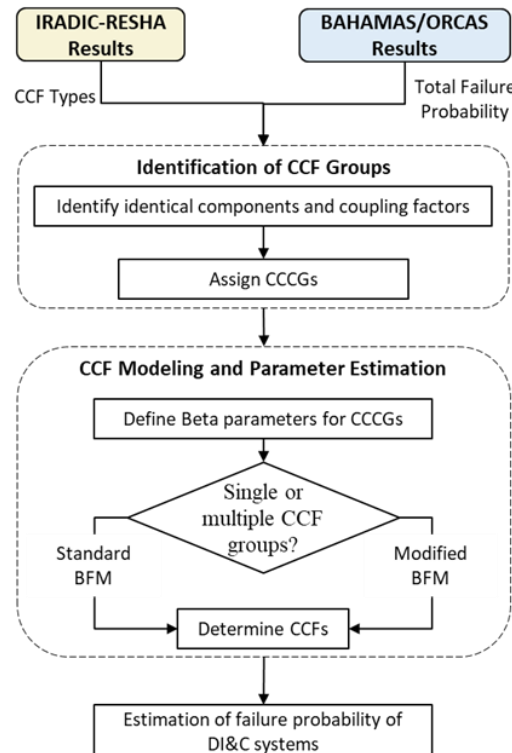 IRADIC-RESHA
Results
BAHAMAS/ORCAS
Results
CCF Types
Total Failure
Probability
Identification of CCF Groups
Identify identical components and coupling factors
Assign CCCGs
CCF Modeling and Parameter Estimation
Define Beta parameters for CCCGs
Single or
multiple CCF
groups?
Standard
BFM
Modified
BFM
Determine CCFs
Estimation of failure probability of
DI&C systems